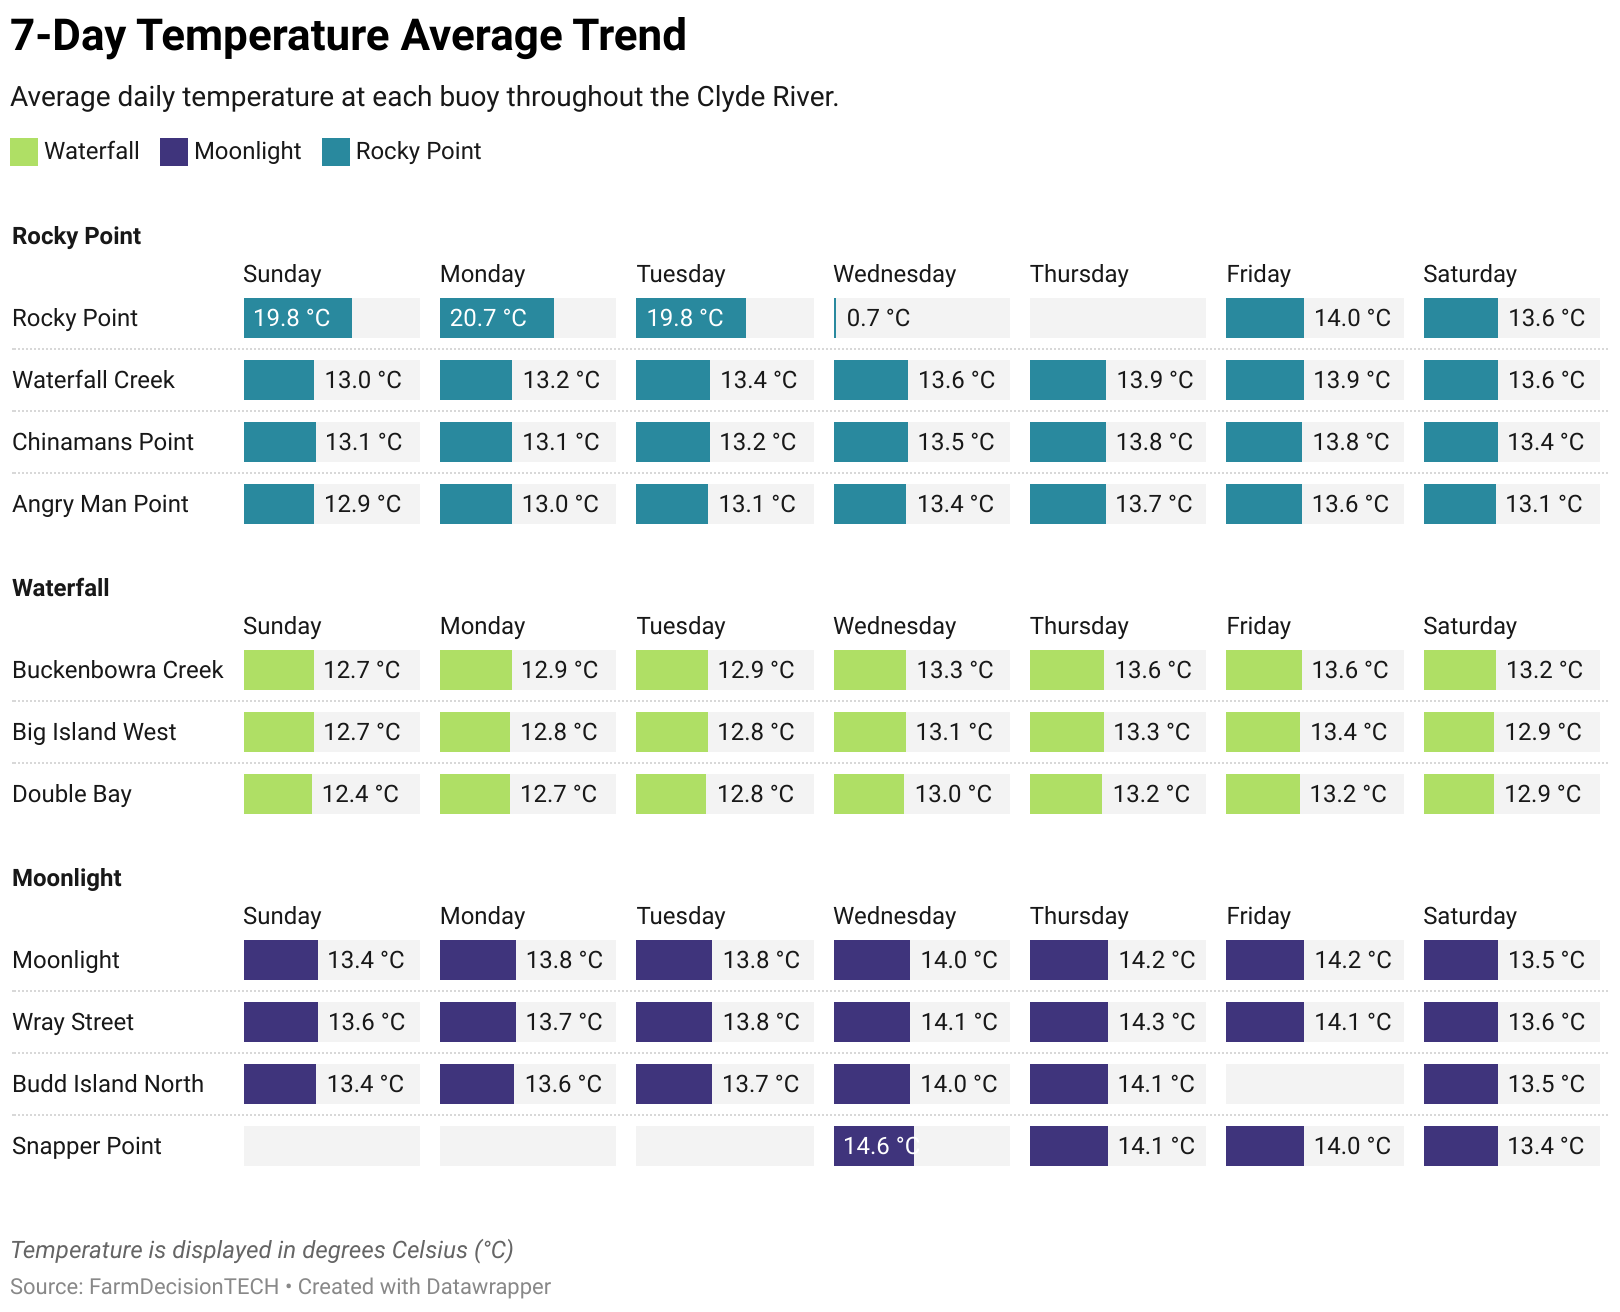 7-Day Temperature Average Trend
Average daily temperature at each buoy throughout the Clyde River.
Waterfall Moonlight Rocky Point
Rocky Point
Sunday Monday Tuesday Wednesday Thursday Friday Saturday
Rocky Point 19.8 °C 20.7 °C 19.8 °C 0.7 °C 14.0 °C 13.6 °C
Waterfall Creek 13.0 °C 13.2 °C 13.4 °C 13.6 °C 13.9 °C 13.9 °C 13.6 °C
Chinamans Point 13.1 °C 13.1 °C 13.2 °C 13.5 °C 13.8 °C 13.8 °C 13.4 °C
Angry Man Point 12.9 °C 13.0 °C 13.1 °C 13.4 °C 13.7 °C 13.6 °C 13.1 °C
Waterfall
Sunday Monday Tuesday Wednesday Thursday Friday Saturday
Buckenbowra Creek 12.7 °C 12.9 °C 12.9 °C 13.3 °C 13.6 °C 13.6 °C 13.2 °C
Big Island West 12.7 °C 12.8 °C 12.8 °C 13.1 °C 13.3 °C 13.4 °C 12.9 °C
Double Bay 12.4 °C 12.7 °C 12.8 °C 13.0 °C 13.2 °C 13.2 °C 12.9 °C
Moonlight
Sunday Monday Tuesday Wednesday Thursday Friday Saturday
Moonlight 13.4 °C 13.8 °C 13.8 °C 14.0 °C 14.2 °C 14.2 °C 13.5 °C
Wray Street 13.6 °C 13.7 °C 13.8 °C 14.1 °C 14.3 °C 14.1 °C 13.6 °C
Budd Island North 13.4 °C 13.6 °C 13.7 °C 14.0 °C 14.1 °C 13.5 °C
Snapper Point 14.6 °C 14.1 °C 14.0 °C 13.4 °C
Temperature is displayed in degrees Celsius (°C)
Source: FarmDecisionTECH • Created with Datawrapper